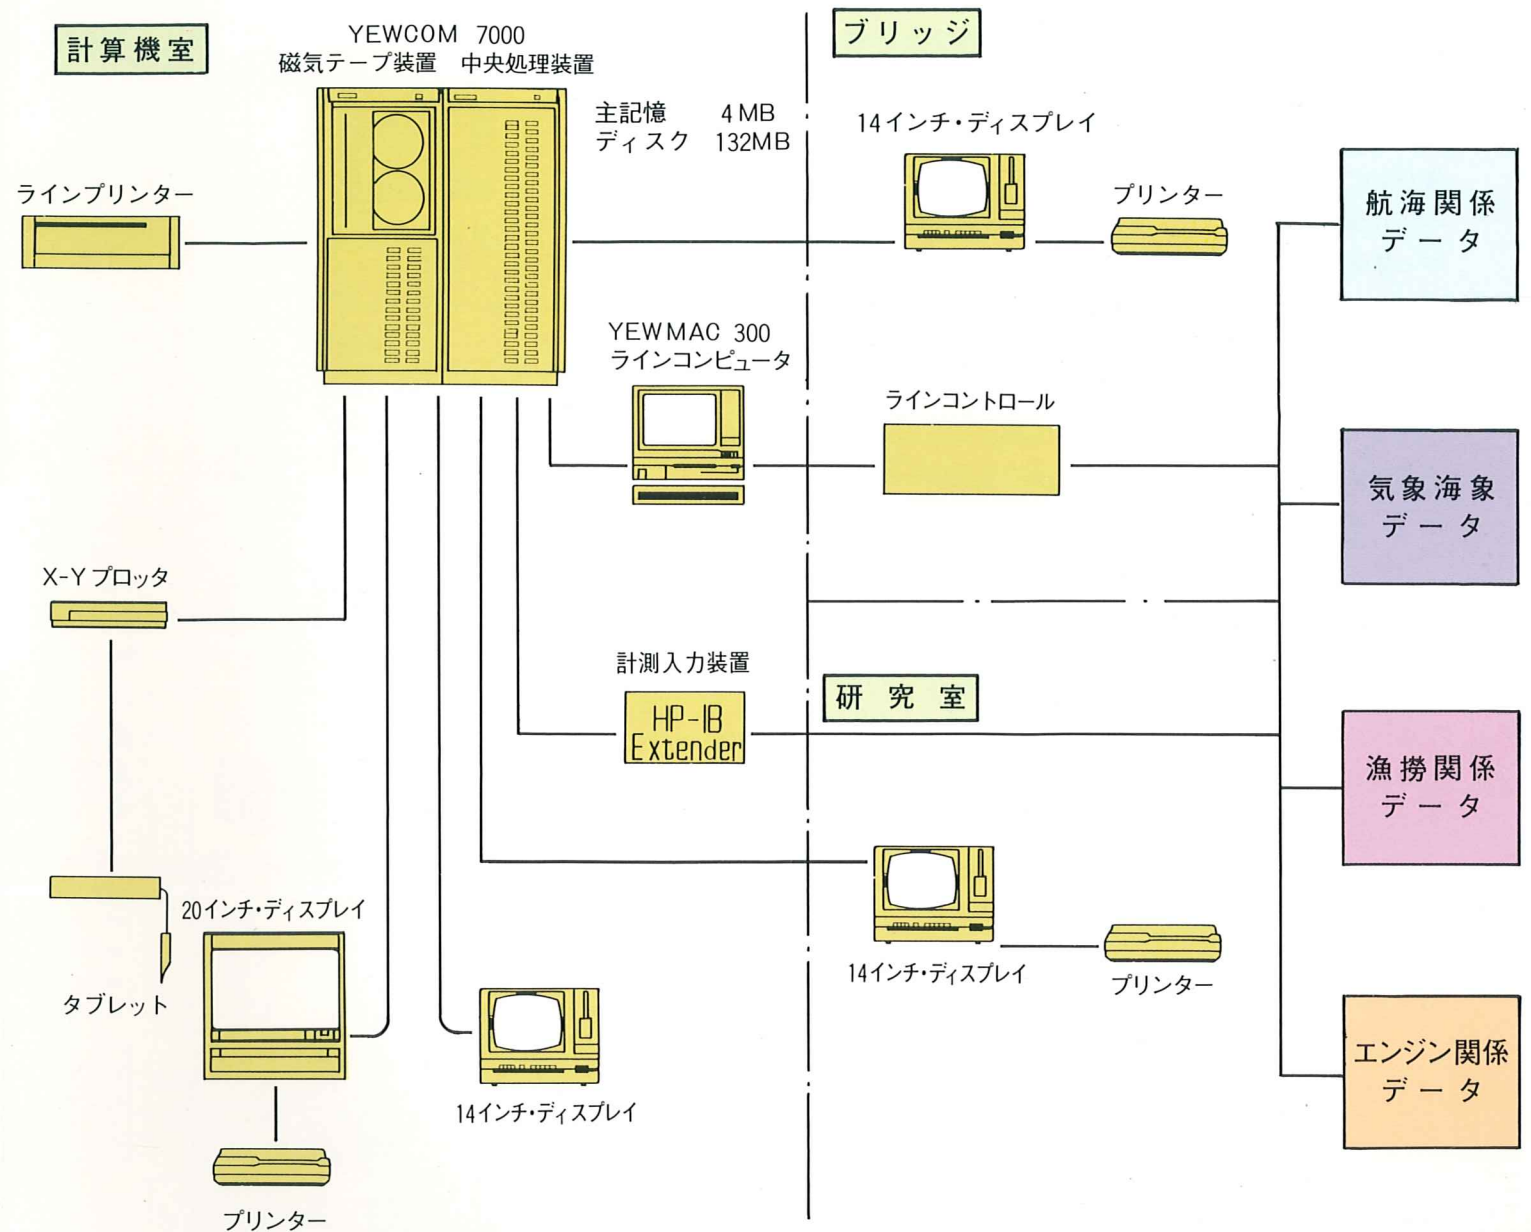 計算機室
YEWCOM 7000
磁気テープ装置 中央処理装置
主記憶 4MB
ディスク 132MB
ラインプリンター
ブリッジ
14インチ・ディスプレイ
プリンター
航海関係
データ
YEWMAC 300
ラインコンピュータ
ラインコントロール
気象海象
データ
X-Yプロッタ
計測入力装置
HP-IB
Extender
研究室
漁撈関係
データ
タブレット
20インチ・ディスプレイ
14インチ・ディスプレイ
プリンター
14インチ・ディスプレイ
プリンター
エンジン関係
データ